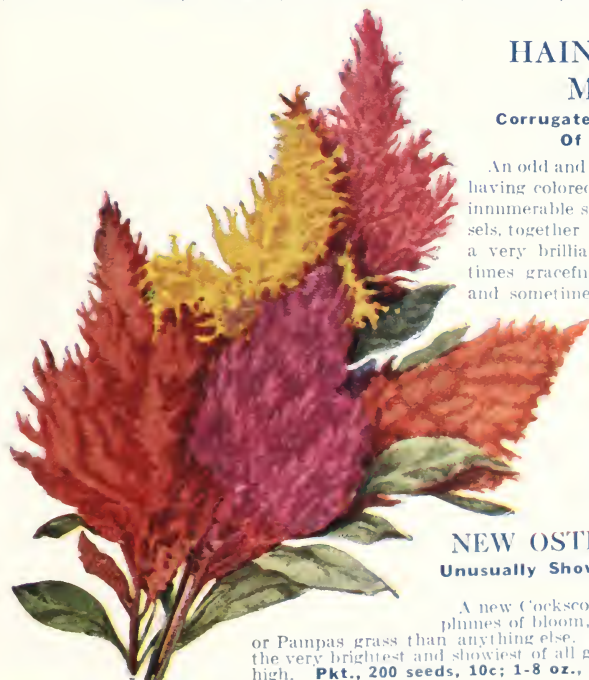 HAIN
M
Corrugate
Of
An odd and
having colored
innumerable s
sels, together
a very brillia
times gracefu
and sometime
NEW OST
Unusually Show
A new Cocksco
plumes of bloom,
or Pampas grass than anything else.
the very brightest and showiest of all g
high. Pkt., 200 seeds, 10c; 1-8 oz.,